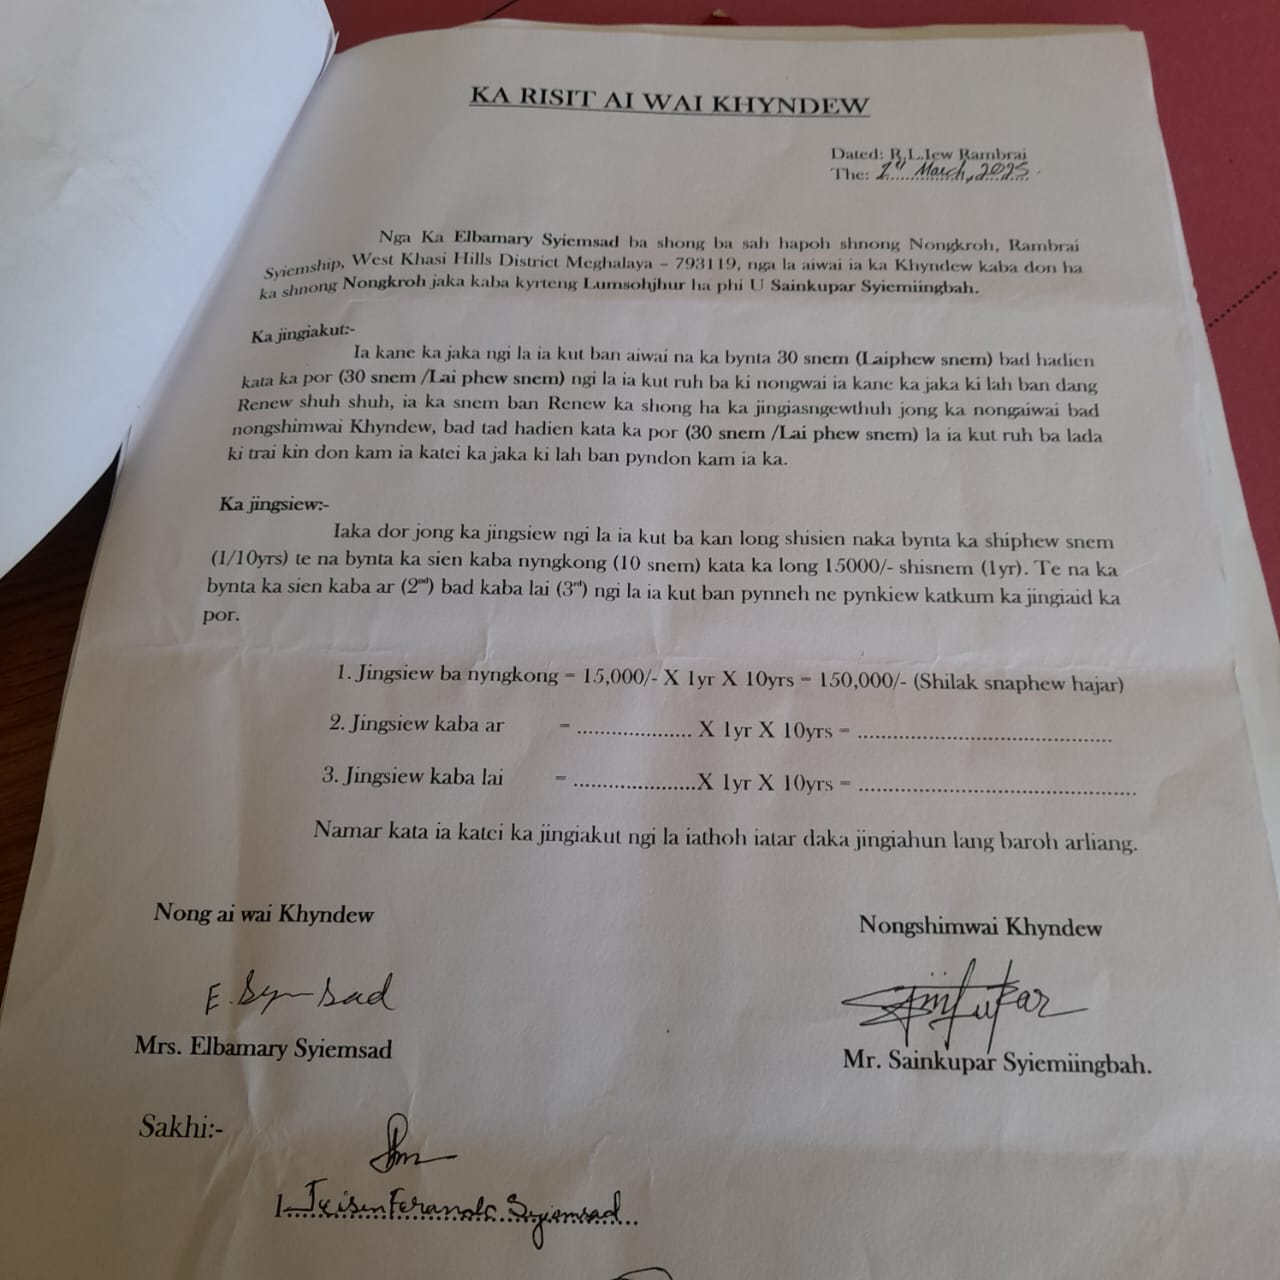 KA RISIT AI WAI KHYNDEW
Dated: R.L.Iew Rambrai
The: March, 2025.
Nga Ka Elbamary Syiemsad ba shong ba sah hapoh shnong Nongkroh, Rambrai
Syiemship, West Khasi Hills District Meghalaya – 793119, nga la aiwai ia ka Khyndew kaba don ha
ka shnong Nongkroh jaka kaba kyrteng Lumsohjhur ha phi U Sainkupar Syiemiingbah.
Ka jingiakut:-
Ia kane ka jaka ngi la ia kut ban aiwai na ka bynta 30 snem (Laiphew snem) bad hadien
kata ka por (30 snem /Lai phew snem) ngi la ia kut ruh ba ki nongwai ia kane ka jaka ki lah ban dang
Renew shuh shuh, ia ka snem ban Renew ka shong ha ka jingiasngewthuh jong ka nongaiwai bad
nongshimwai Khyndew, bad tad hadien kata ka por (30 snem /Lai phew snem) la ia kut ruh ba lada
ki trai kin don kam ia katei ka jaka ki lah ban pyndon kam ia ka.
Ka jingsiew:-
Iaka dor jong ka jingsiew ngi la ia kut ba kan long shisien naka bynta ka shiphew snem
(1/10yrs) te na bynta ka sien kaba nyngkong (10 snem) kata ka long 15000/- shisnem (1yr). Te na ka
bynta ka sien kaba ar (2nd) bad kaba lai (3rd) ngi la ia kut ban pynneh ne pynkiew katkum ka jingiaid ka
por.
1. Jingsiew ba nyngkong = 15,000/- X 1yr X 10yrs = 150,000/- (Shilak snaphew hajar)
2. Jingsiew kaba ar = .................... X 1yr X 10yrs = ............................................
3. Jingsiew kaba lai = .....................X 1yr X 10yrs = ................................................
Namar kata ia katei ka jingiakut ngi la iathoh iatar daka jingiahun lang baroh arliang.
Nong ai wai Khyndew
Nongshimwai Khyndew
Mrs. Elbamary Syiemsad
Mr. Sainkupar Syiemiingbah.
Sakhi:-
1. Syiemsad